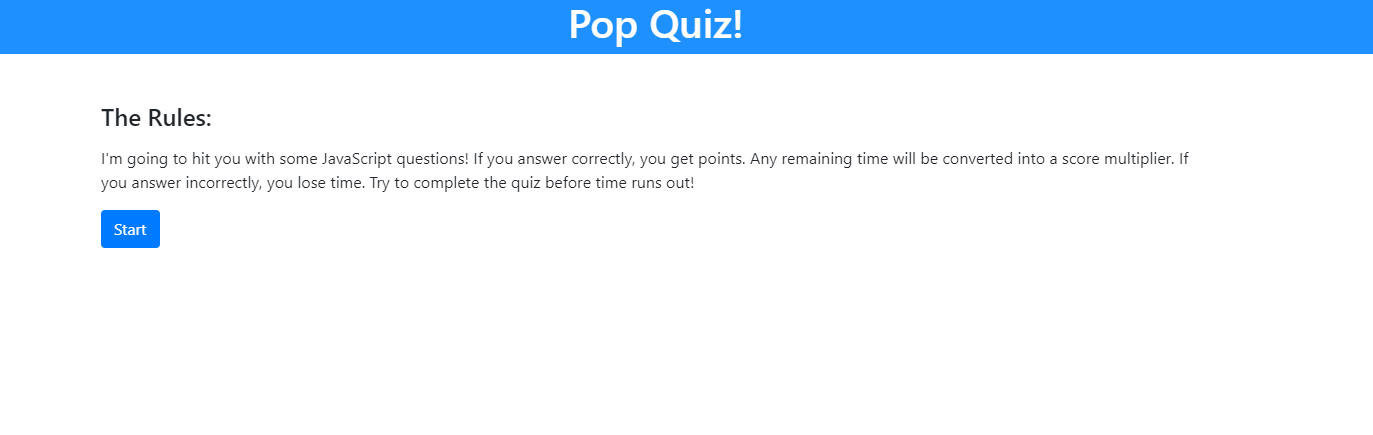 Pop Quiz!
The Rules:
I'm going to hit you with some JavaScript questions! If you answer correctly, you get points. Any remaining time will be converted into a score multiplier. If
you answer incorrectly, you lose time. Try to complete the quiz before time runs out!
Start